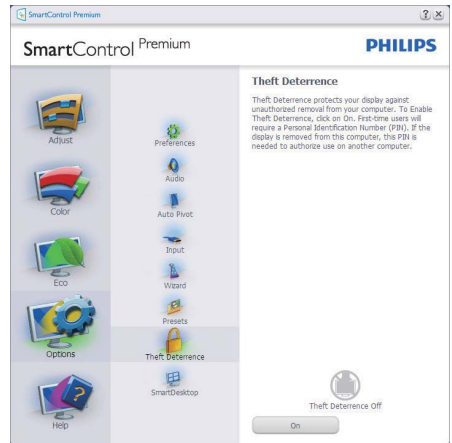 SmartControl Premium
SmartControl Premium
PHILIPS
Adjust
Color
Eco
Options
Help
Preferences
Audio
Auto Pivot
Input
Wizard
Presets
Theft Deterrence
SmartDesktop
Theft Deterrence
Theft Deterrence protects your display against
unauthorized removal from your computer. To Enable
Theft Deterrence, click on On. First-time users will
require a Personal Identification Number (PIN). If the
display is removed from this computer, this PIN is
needed to authorize use on another computer.
Theft Deterrence Off
On